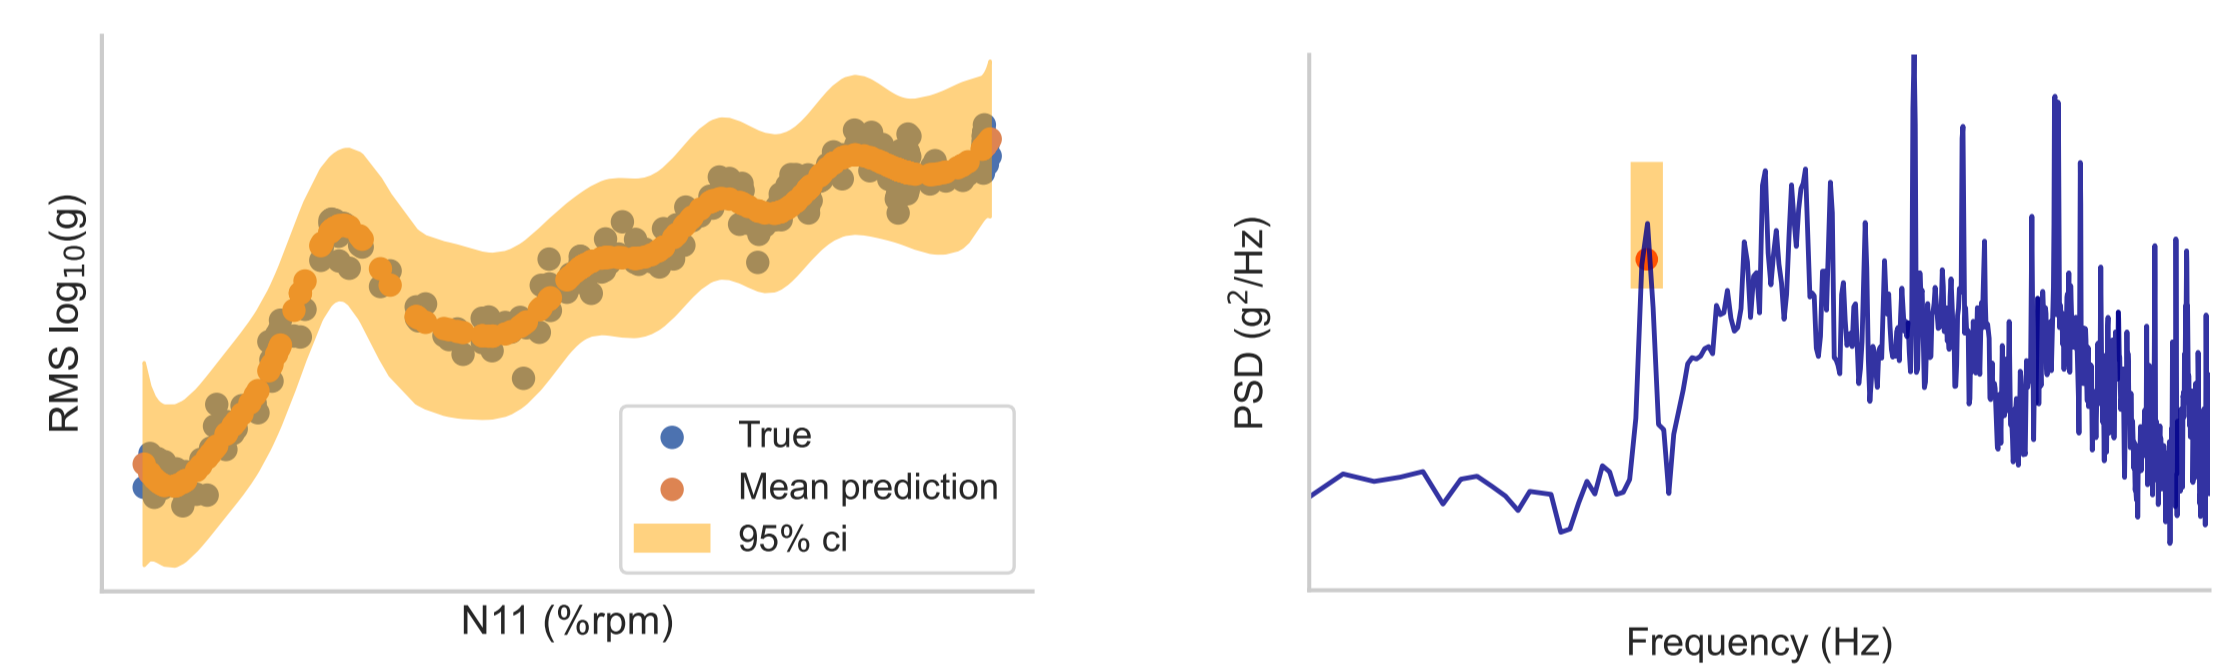 RMS log₁₀(g)
True
Mean prediction
95% ci
N11 (%rpm)
PSD (g²/Hz)
Frequency (Hz)